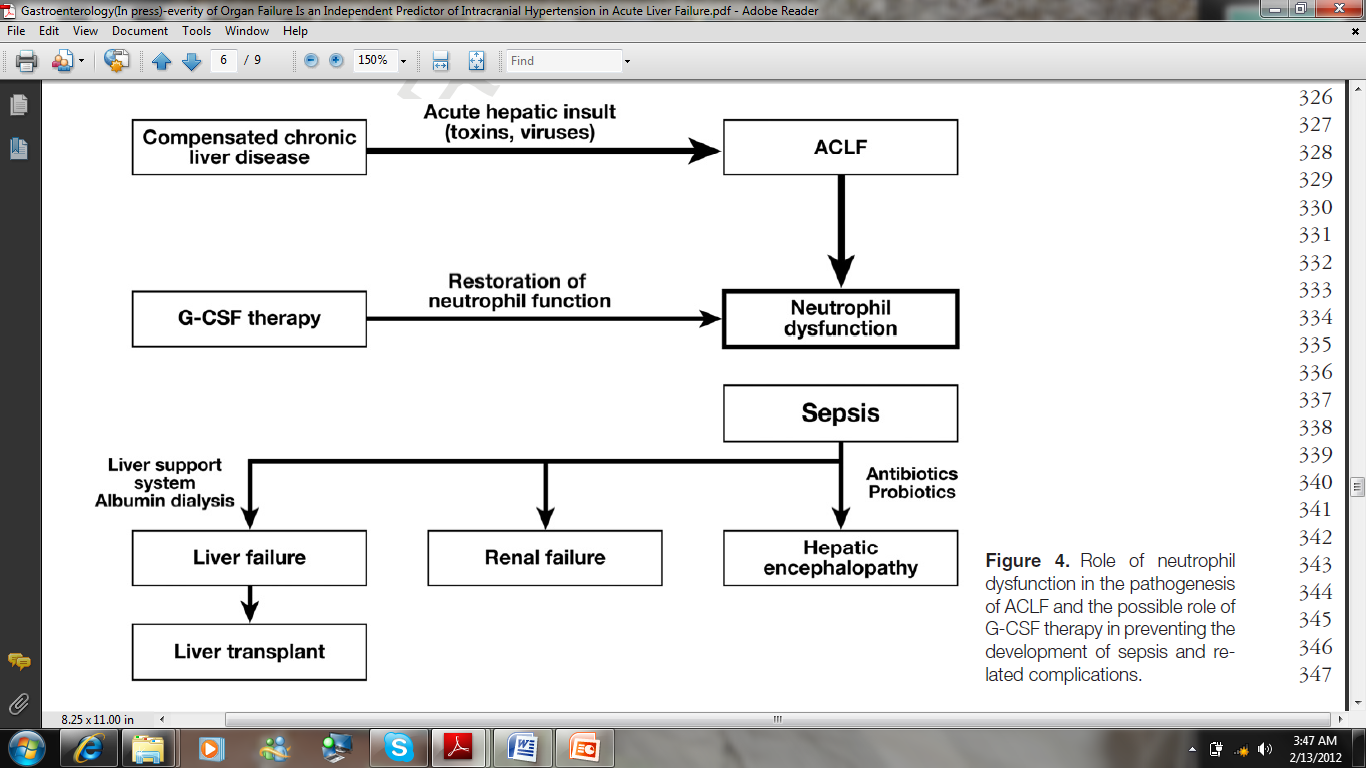 Gastroenterology(In press)-everity of Organ Failure Is an Independent Predictor of Intracranial Hypertension in Acute Liver Failure.pdf - Adobe Reader
File Edit View Document Tools Window Help
6 / 9 150% Find
Compensated chronic
liver disease
Acute hepatic insult
(toxins, viruses)
ACLF
G-CSF therapy
Restoration of
neutrophil function
Neutrophil
dysfunction
Sepsis
Liver support
system
Albumin dialysis
Antibiotics
Probiotics
Liver failure
Renal failure
Hepatic
encephalopathy
Liver transplant
Figure 4. Role of neutrophil
dysfunction in the pathogenesis
of ACLF and the possible role of
G-CSF therapy in preventing the
development of sepsis and re-
lated complications.
326
327
328
329
330
331
332
333
334
335
336
337
338
339
340
341
342
343
344
345
346
347
8.25 x 11.00 in
3:47 AM
2/13/2012